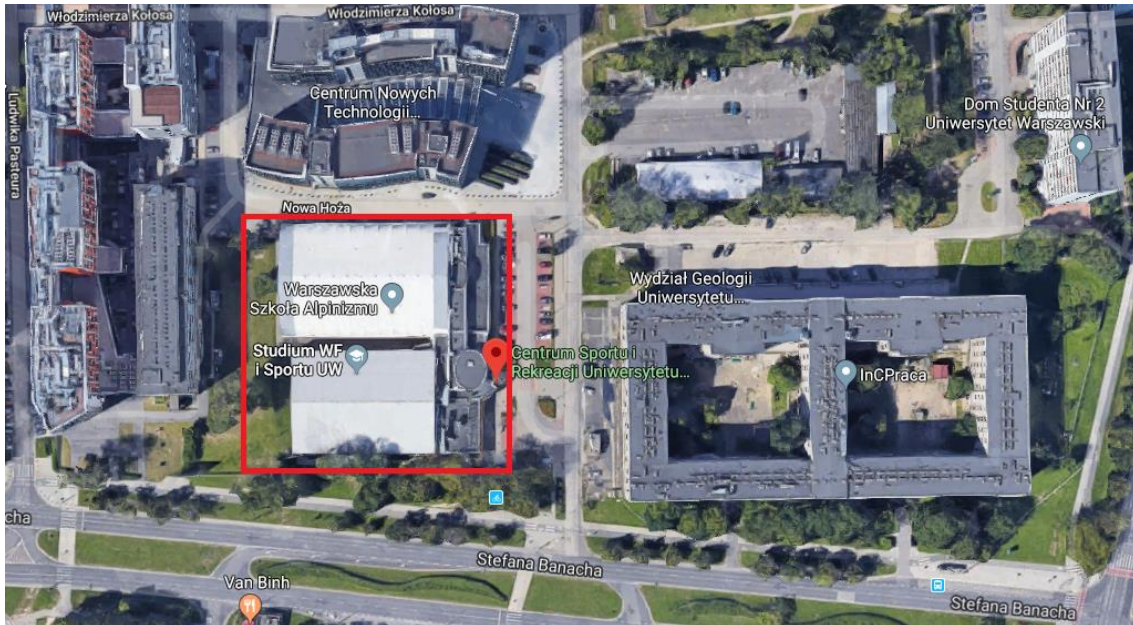 Włodzimierza Kołosa
Włodzimierza Kołosa
Ludwika Pasteura
Centrum Nowych
Technologii...
Dom Studenta Nr 2
Uniwersytet Warszawski
Nowa Hoża
Warszawska
Szkoła Alpinizmu
Studium WF
i Sportu UW
Centrum Sportu i
Rekreacji Uniwersytetu...
Wydział Geologii
Uniwersytetu...
InCPraca
cha
Stefana Banacha
Van Binh
Stefana Banacha